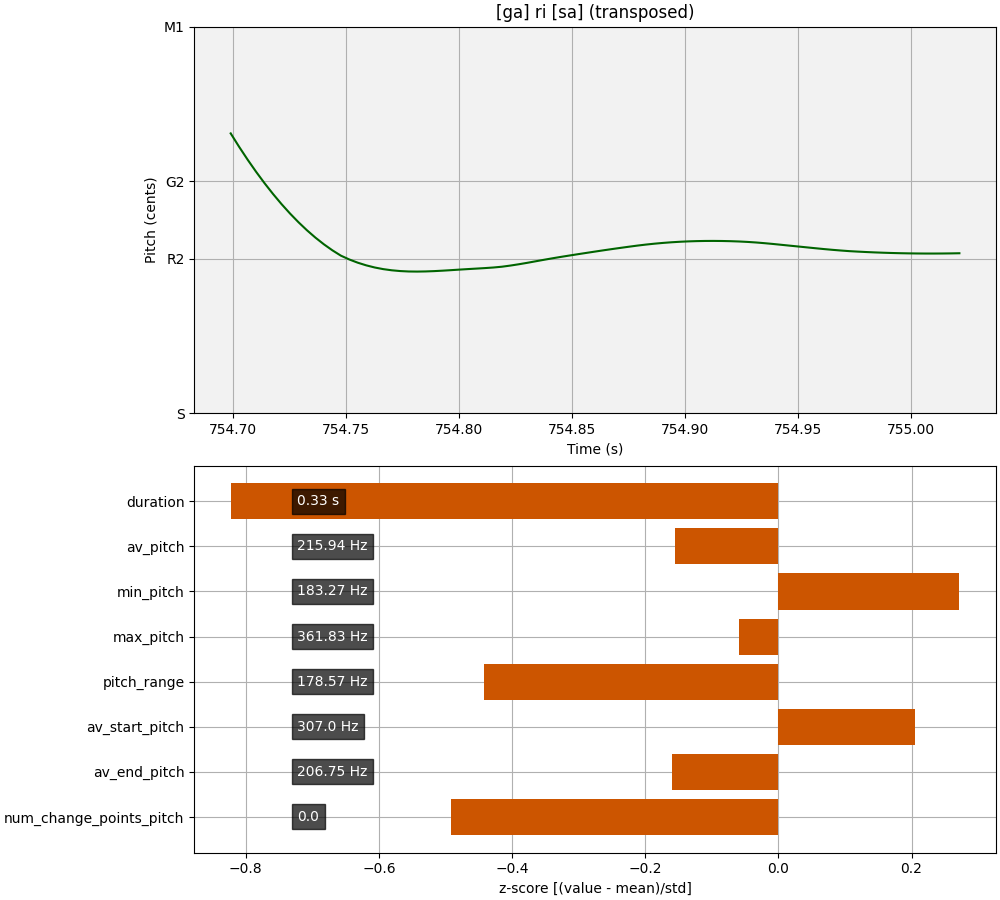 [ga] ri [sa] (transposed)
M1
G2
R2
S
Pitch (cents)
754.70 754.75 754.80 754.85 754.90 754.95 755.00
Time (s)
duration 0.33 s
av_pitch 215.94 Hz
min_pitch 183.27 Hz
max_pitch 361.83 Hz
pitch_range 178.57 Hz
av_start_pitch 307.0 Hz
av_end_pitch 206.75 Hz
num_change_points_pitch 0.0
−0.8 −0.6 −0.4 −0.2 0.0 0.2
z-score [(value - mean)/std]